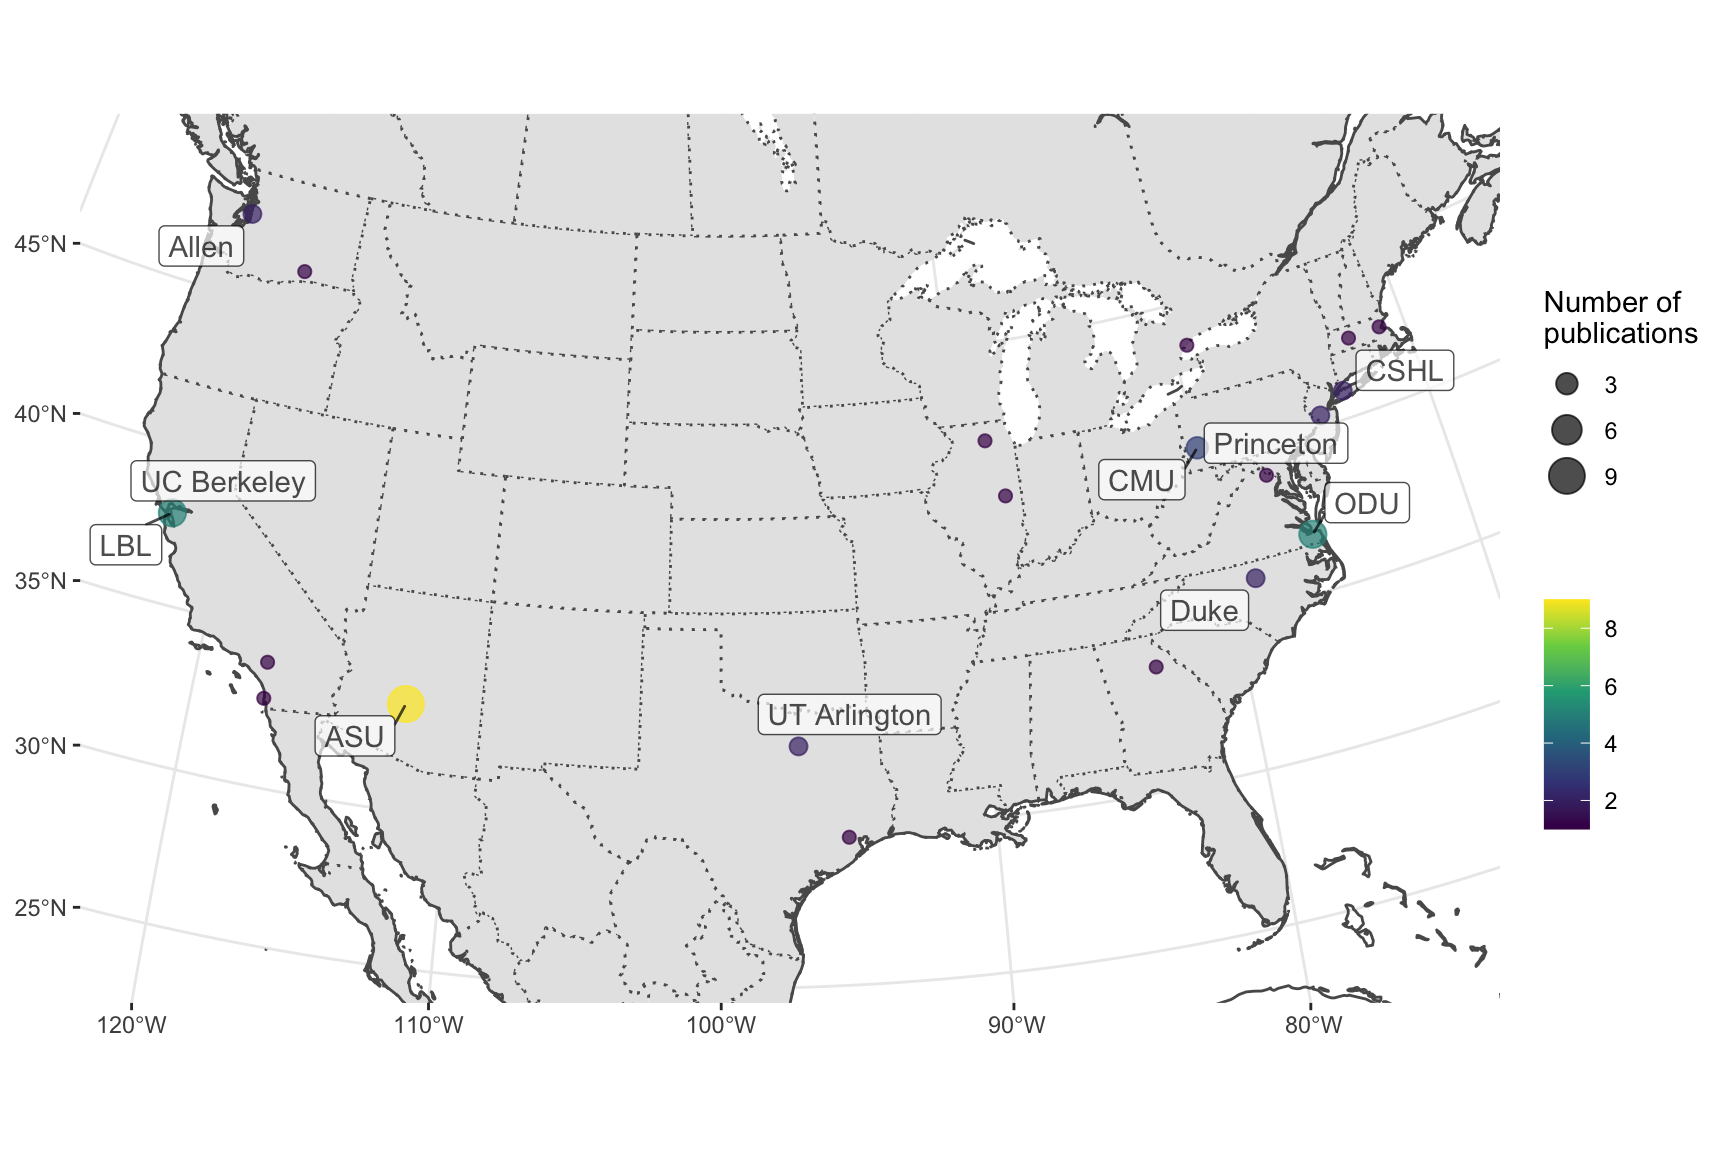 45°N
40°N
35°N
30°N
25°N
120°W
110°W
100°W
90°W
80°W
Allen
UC Berkeley
LBL
ASU
UT Arlington
CSHL
Princeton
CMU
ODU
Duke
Number of
publications
3
6
9
8
6
4
2